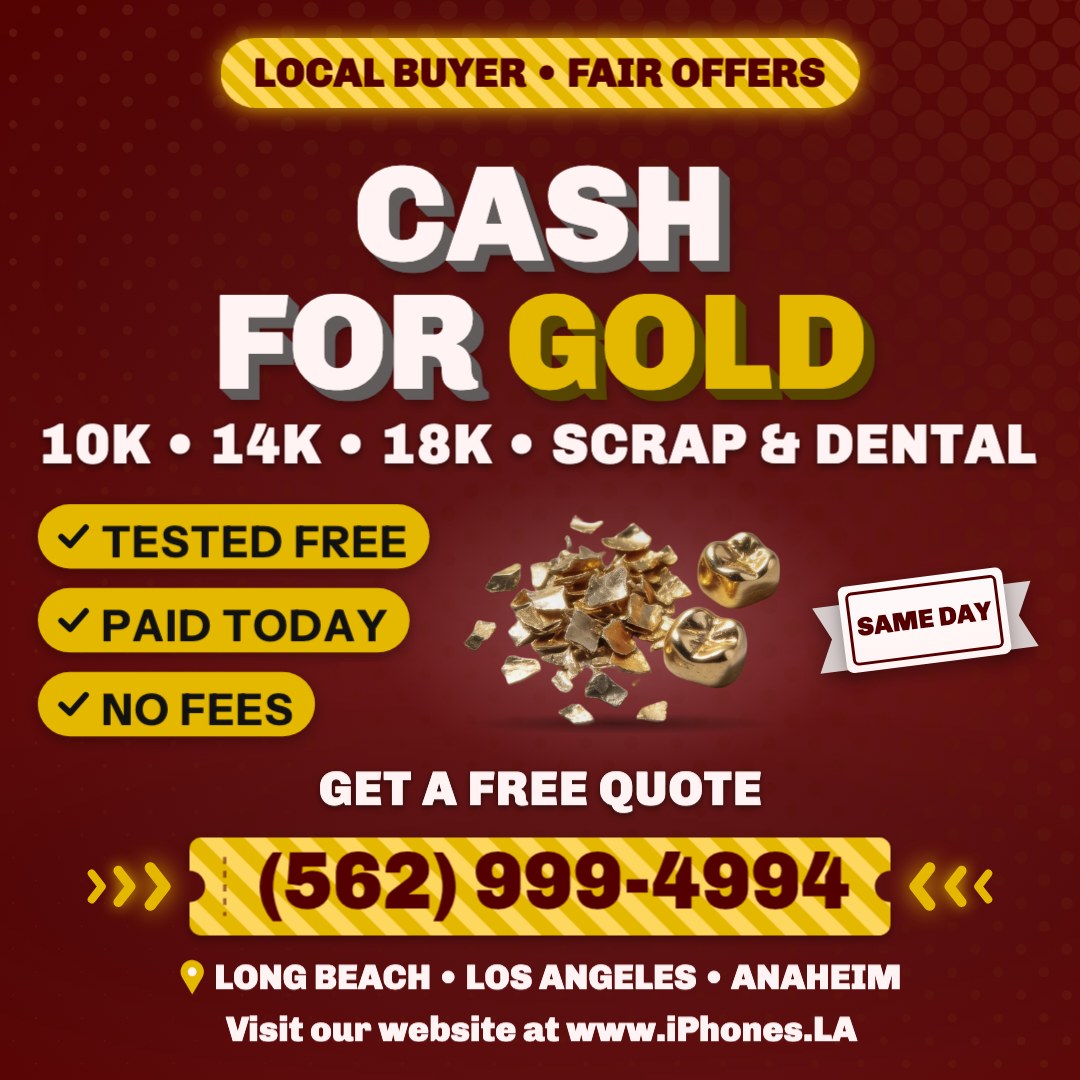 LOCAL BUYER • FAIR OFFERS
CASH
FOR GOLD
10K • 14K • 18K • SCRAP & DENTAL
✓ TESTED FREE
✓ PAID TODAY
✓ NO FEES
SAME DAY
GET A FREE QUOTE
(562) 999-4994
LONG BEACH • LOS ANGELES • ANAHEIM
Visit our website at www.iPhones.LA